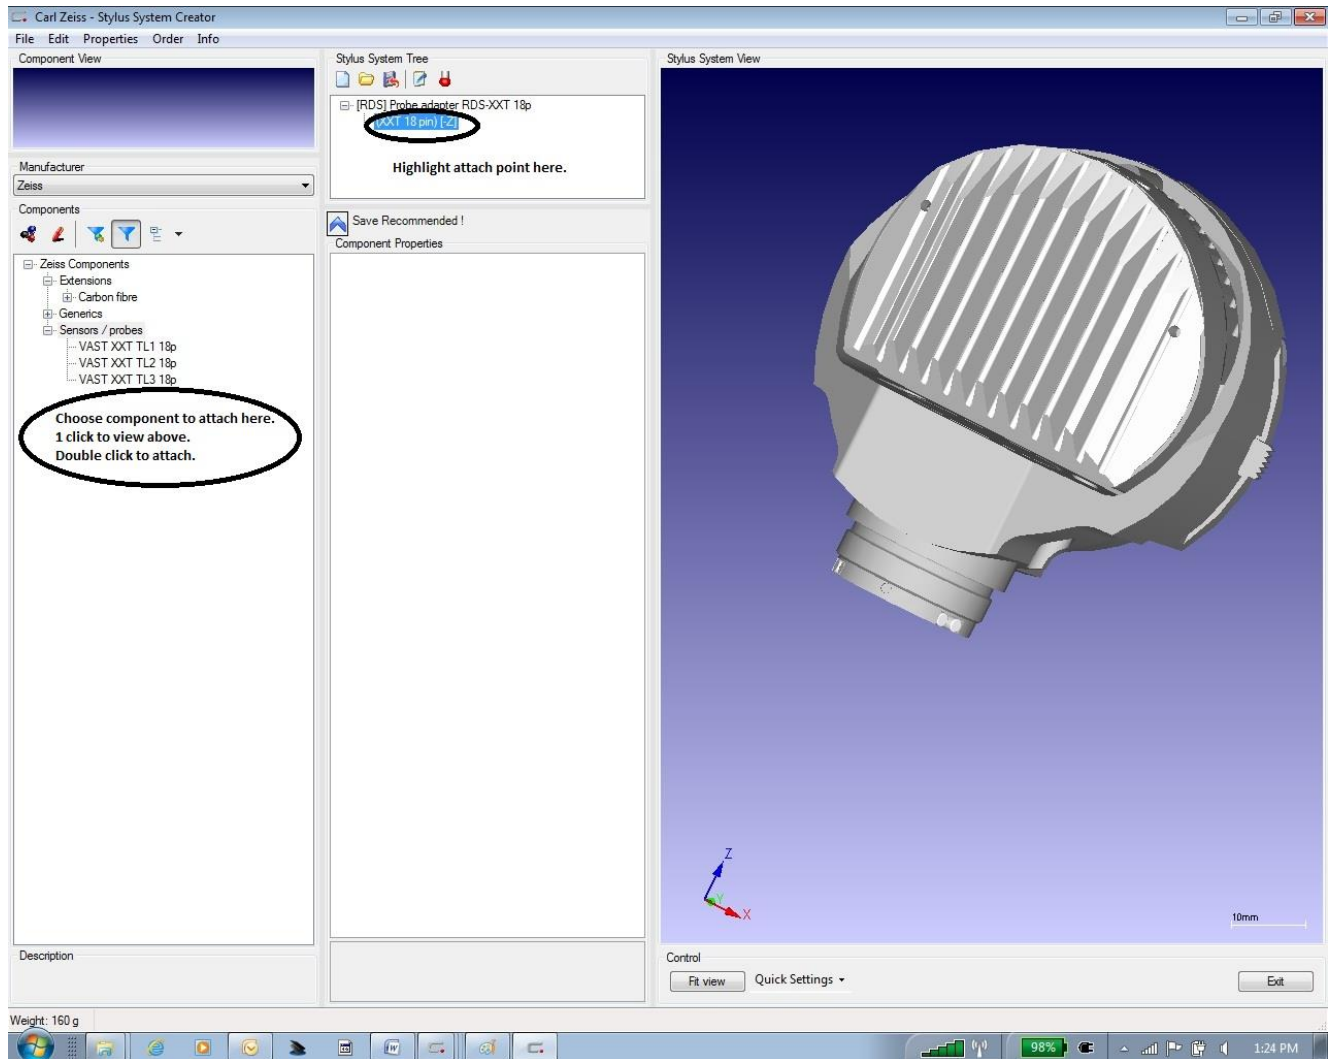 Carl Zeiss - Stylus System Creator
File Edit Properties Order Info
Component View
Manufacturer
Zeiss
Components
Zeiss Components
Extensions
Carbon fibre
Generics
Sensors / probes
VAST XXT TL1 18p
VAST XXT TL2 18p
VAST XXT TL3 18p
Choose component to attach here.
1 click to view above.
Double click to attach.
Description
Stylus System Tree
[RDS] Probe adapter RDS-XXT 18p
(XXT 18 pin) [-Z]
Highlight attach point here.
Save Recommended !
Component Properties
Stylus System View
Z
Y
X
10mm
Control
Fit view Quick Settings Exit
Weight: 160 g
98% 1:24 PM